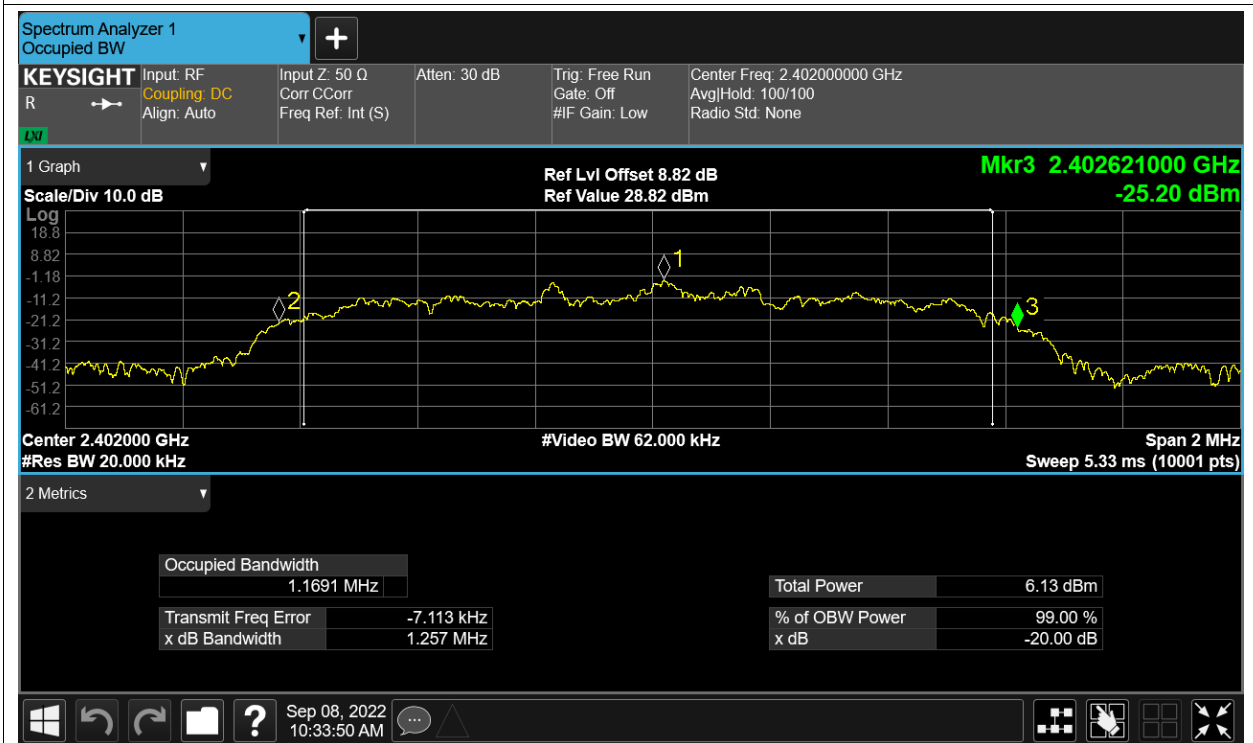 Spectrum Analyzer 1
Occupied BW
+
KEYSIGHT Input: RF Input Z: 50 Ω Atten: 30 dB Trig: Free Run Center Freq: 2.402000000 GHz
R Coupling: DC Corr CCorr Gate: Off Avg|Hold: 100/100
Align: Auto Freq Ref: Int (S) #IF Gain: Low Radio Std: None
LXI
1 Graph Ref Lvl Offset 8.82 dB Mkr3 2.402621000 GHz
Scale/Div 10.0 dB Ref Value 28.82 dBm -25.20 dBm
Log
18.8
8.82
-1.18
-11.2
-21.2
-31.2
-41.2
-51.2
-61.2
1
2
3
Center 2.402000 GHz #Video BW 62.000 kHz Span 2 MHz
#Res BW 20.000 kHz Sweep 5.33 ms (10001 pts)
2 Metrics
Occupied Bandwidth
1.1691 MHz Total Power 6.13 dBm
Transmit Freq Error -7.113 kHz % of OBW Power 99.00 %
x dB Bandwidth 1.257 MHz x dB -20.00 dB
? Sep 08, 2022
10:33:50 AM